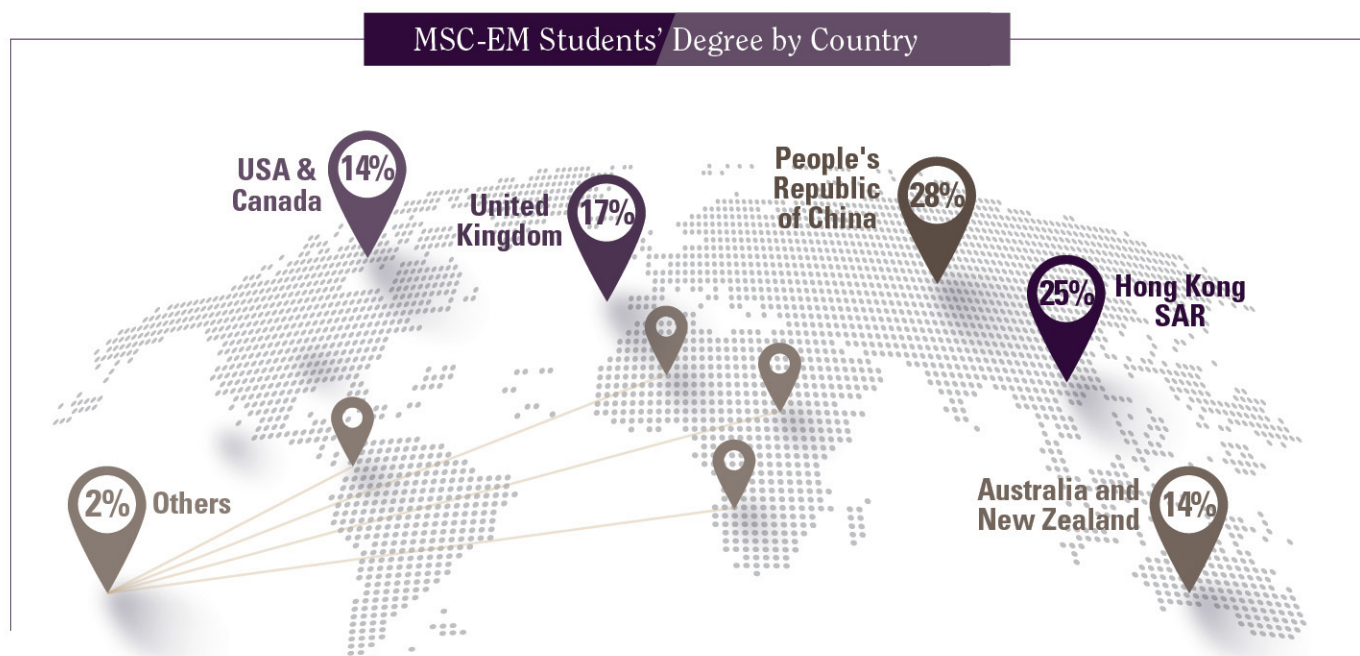 MSC-EM Students' Degree by Country
USA &
Canada
14%
United
Kingdom
17%
People's
Republic
of China
28%
25%
Hong Kong
SAR
2%
Others
Australia and
New Zealand
14%